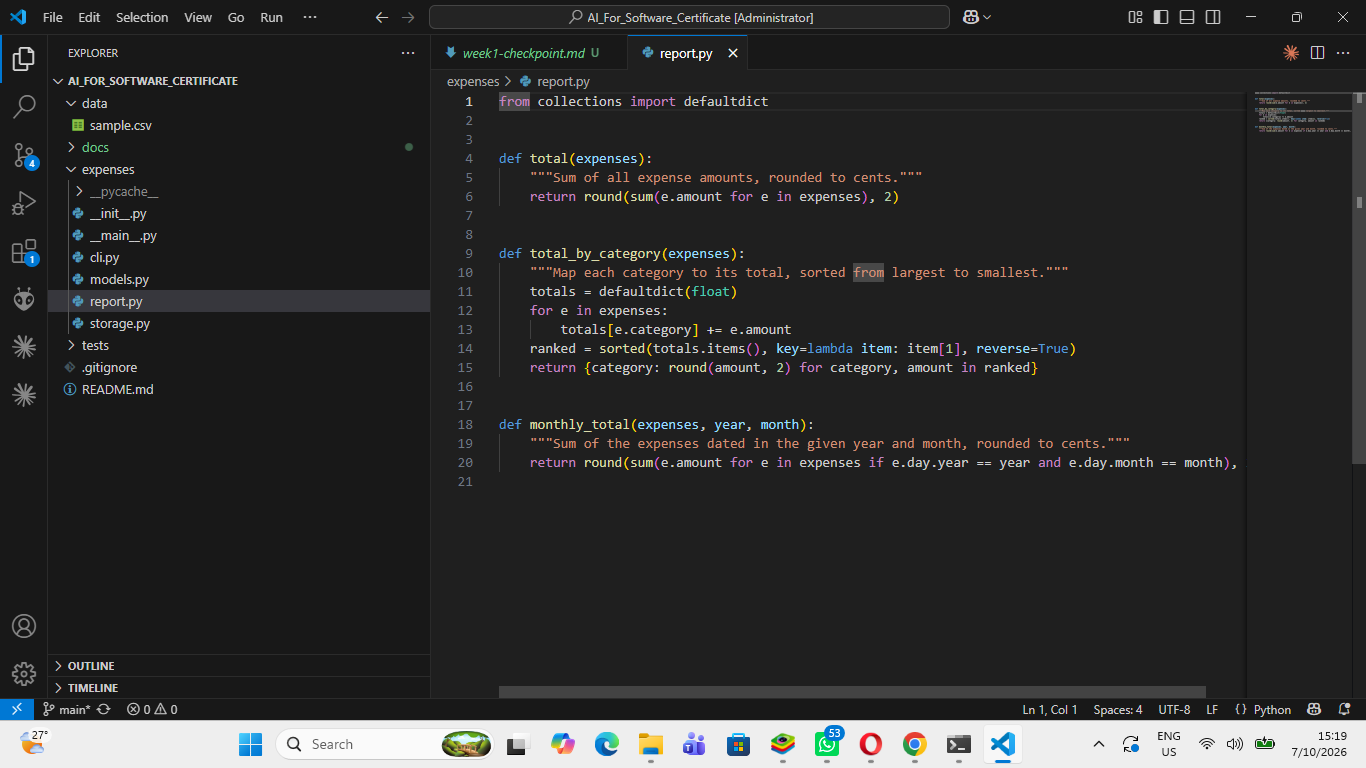 File Edit Selection View Go Run ···
AI_For_Software_Certificate [Administrator]
EXPLORER
AI_FOR_SOFTWARE_CERTIFICATE
data
sample.csv
docs
expenses
__pycache__
__init__.py
__main__.py
cli.py
models.py
report.py
storage.py
tests
.gitignore
README.md
OUTLINE
TIMELINE
4
1
week1-checkpoint.md U
report.py
expenses > report.py
1 from collections import defaultdict
2
3
4 def total(expenses):
5     """Sum of all expense amounts, rounded to cents."""
6     return round(sum(e.amount for e in expenses), 2)
7
8
9 def total_by_category(expenses):
10     """Map each category to its total, sorted from largest to smallest."""
11     totals = defaultdict(float)
12     for e in expenses:
13         totals[e.category] += e.amount
14     ranked = sorted(totals.items(), key=lambda item: item[1], reverse=True)
15     return {category: round(amount, 2) for category, amount in ranked}
16
17
18 def monthly_total(expenses, year, month):
19     """Sum of the expenses dated in the given year and month, rounded to cents."""
20     return round(sum(e.amount for e in expenses if e.day.year == year and e.day.month == month),
21
main* 0 0
Ln 1, Col 1 Spaces: 4 UTF-8 LF {} Python
27°
Search
53
ENG
US
15:19
7/10/2026